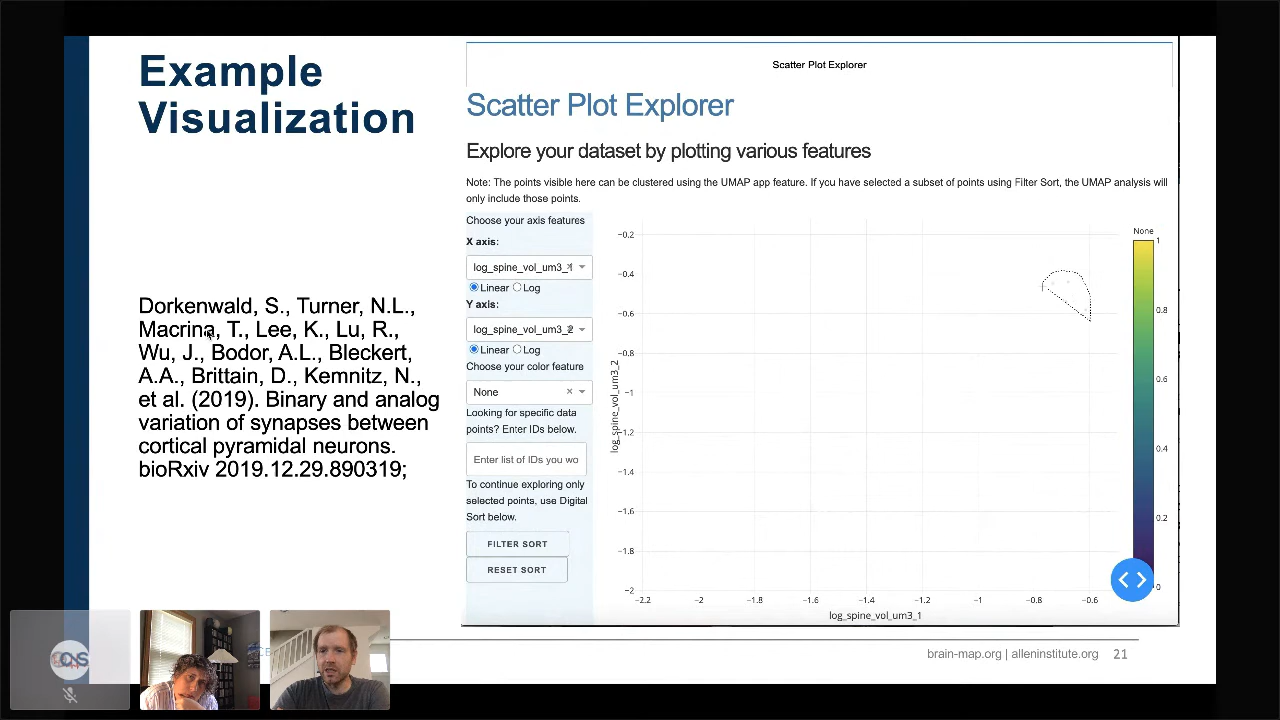 Example
Visualization
Dorkenwald, S., Turner, N.L.,
Macrina, T., Lee, K., Lu, R.,
Wu, J., Bodor, A.L., Bleckert,
A.A., Brittain, D., Kemnitz, N.,
et al. (2019). Binary and analog
variation of synapses between
cortical pyramidal neurons.
bioRxiv 2019.12.29.890319;
Scatter Plot Explorer
Scatter Plot Explorer
Explore your dataset by plotting various features
Note: The points visible here can be clustered using the UMAP app feature. If you have selected a subset of points using Filter Sort, the UMAP analysis will
only include those points.
Choose your axis features
X axis:
log_spine_vol_um3_1
Linear Log
Y axis:
log_spine_vol_um3_2
Linear Log
Choose your color feature
None
Looking for specific data
points? Enter IDs below.
Enter list of IDs you wo
To continue exploring only
selected points, use Digital
Sort below.
FILTER SORT
RESET SORT
−0.2
−0.4
−0.6
−0.8
−1
−1.2
−1.4
−1.6
−1.8
−2
log_spine_vol_um3_2
−2.2 −2 −1.8 −1.6 −1.4 −1.2 −1 −0.8 −0.6
log_spine_vol_um3_1
None
1
0.8
0.6
0.4
0.2
0
brain-map.org | alleninstitute.org 21